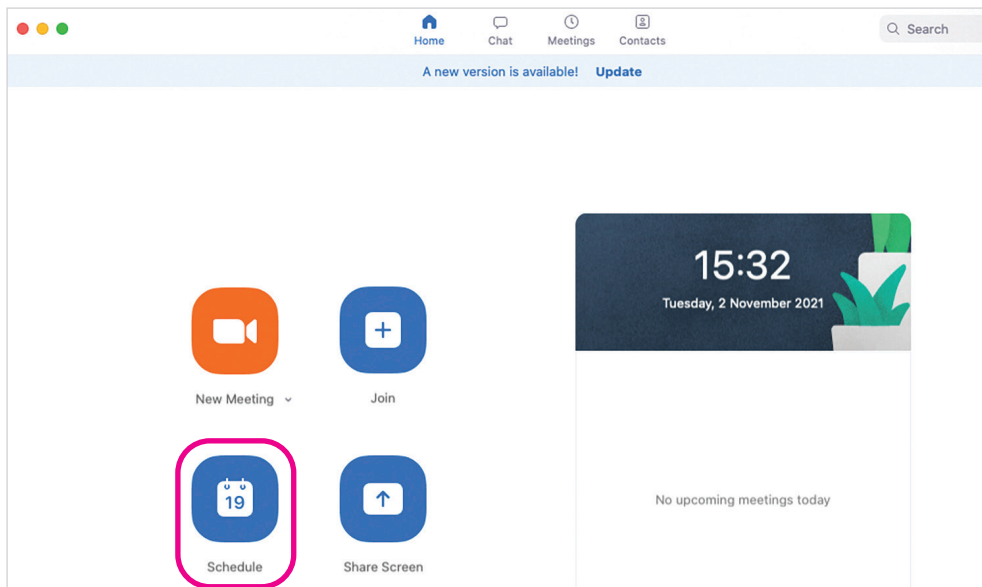 Home Chat Meetings Contacts
Search
A new version is available! Update
15:32
Tuesday, 2 November 2021
New Meeting
Join
19
Schedule
Share Screen
No upcoming meetings today